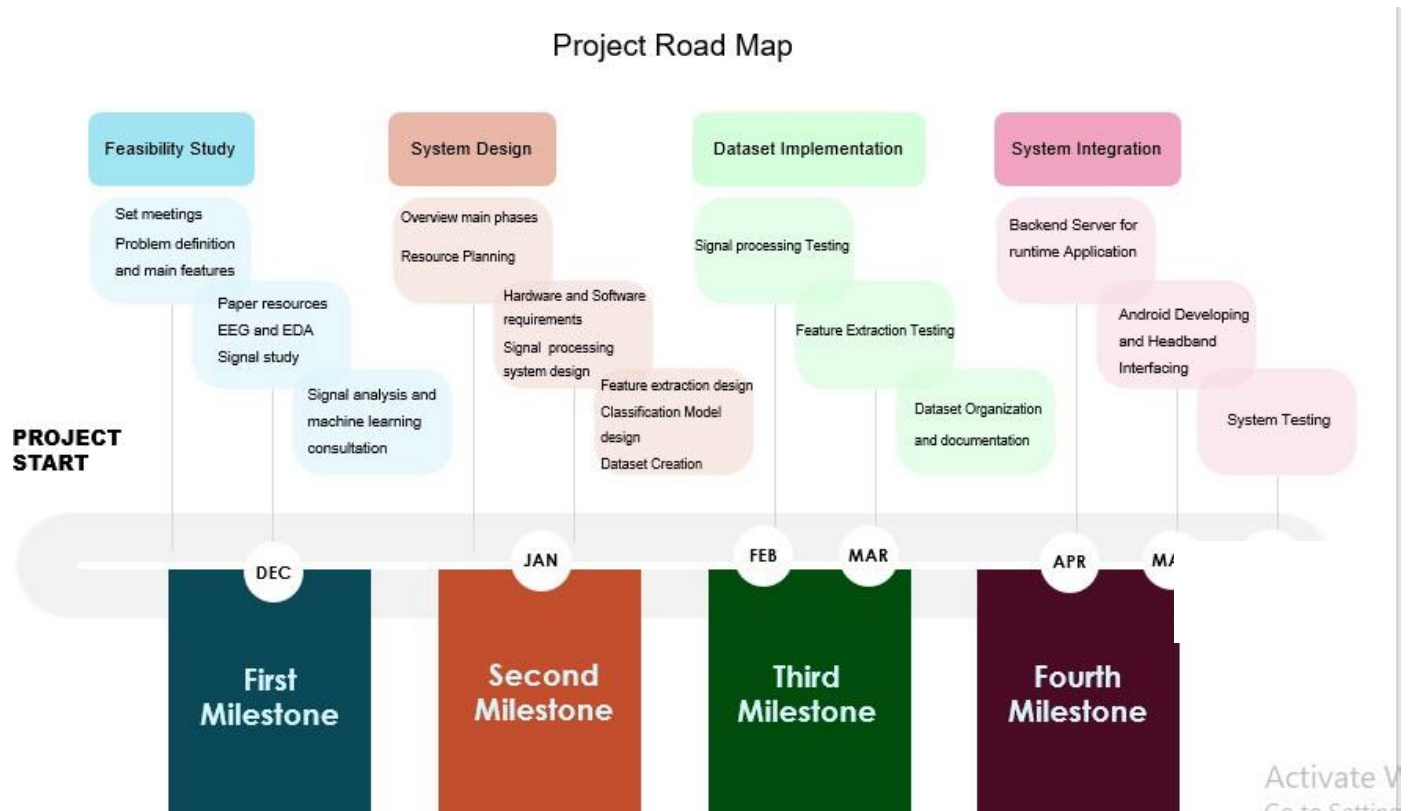 Project Road Map
Feasibility Study
Set meetings
Problem definition
and main features
Paper resources
EEG and EDA
Signal study
Signal analysis and
machine learning
consultation
System Design
Overview main phases
Resource Planning
Hardware and Software
requirements
Signal processing
system design
Feature extraction design
Classification Model
design
Dataset Creation
Dataset Implementation
Signal processing Testing
Feature Extraction Testing
Dataset Organization
and documentation
System Integration
Backend Server for
runtime Application
Android Developing
and Headband
Interfacing
System Testing
PROJECT
START
DEC
JAN
FEB
MAR
APR
First
Milestone
Second
Milestone
Third
Milestone
Fourth
Milestone
Activate